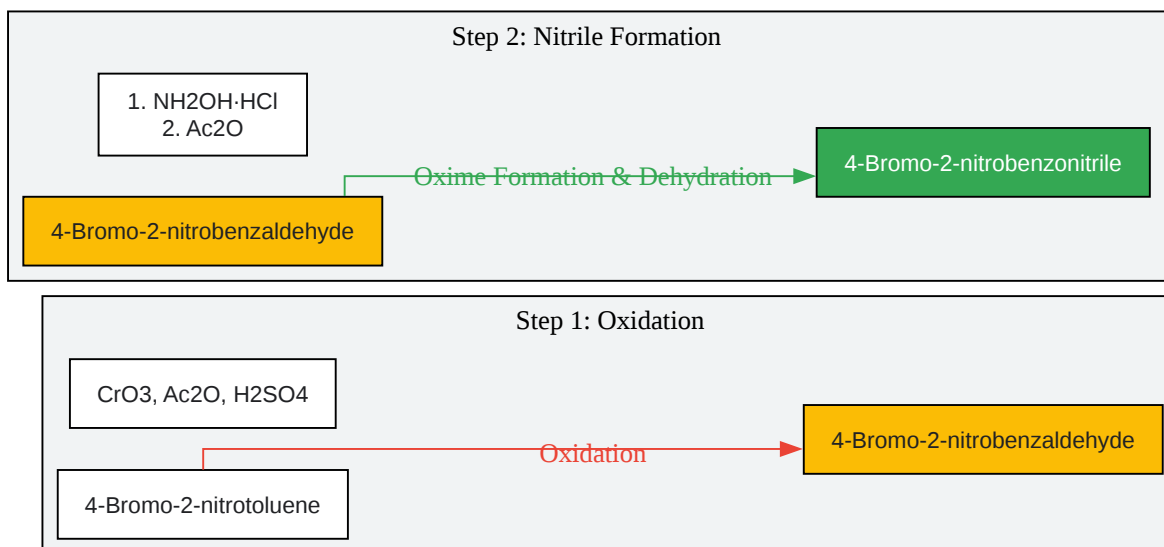 Step 2: Nitrile Formation
1. NH2OH·HCl
2. Ac2O
Oxime Formation & Dehydration
4-Bromo-2-nitrobenzonitrile
4-Bromo-2-nitrobenzaldehyde
Step 1: Oxidation
CrO3, Ac2O, H2SO4
Oxidation
4-Bromo-2-nitrobenzaldehyde
4-Bromo-2-nitrotoluene